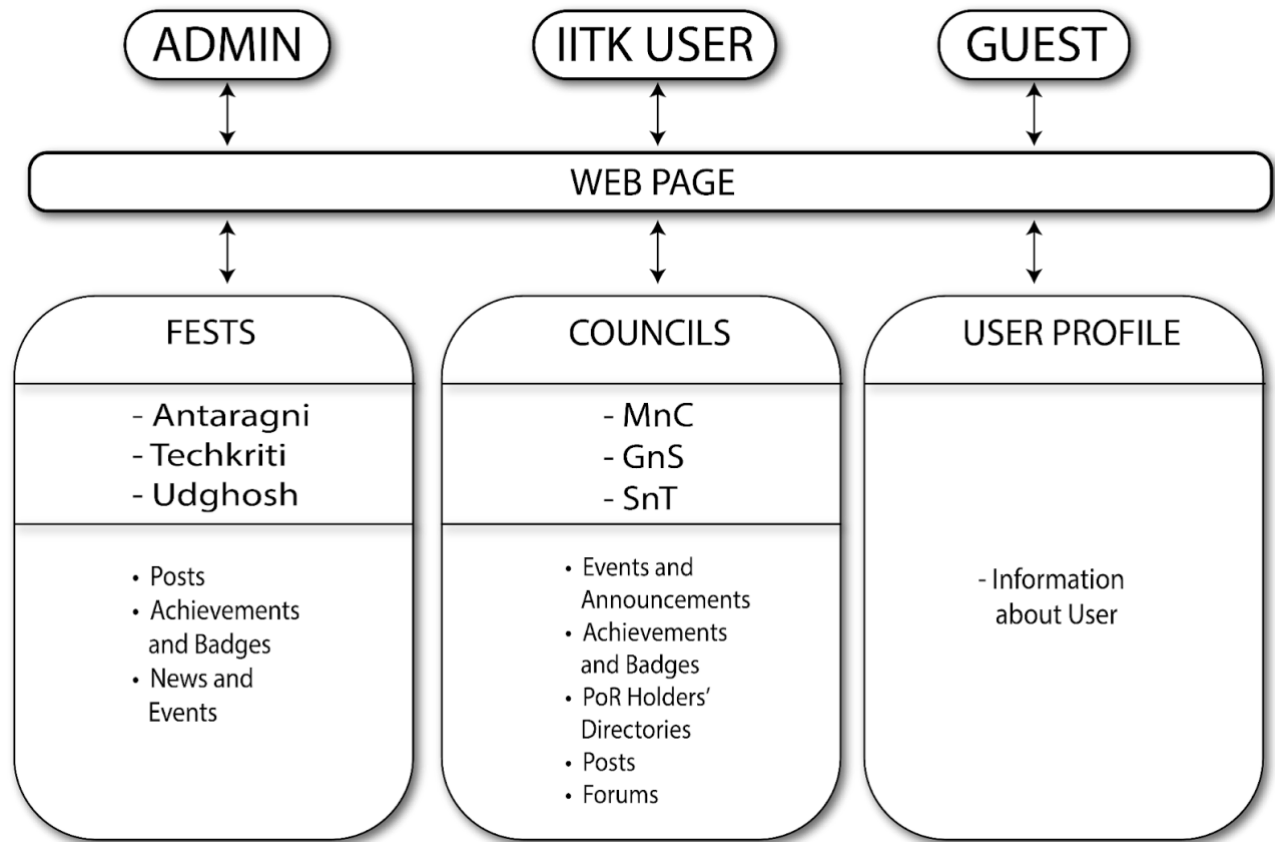 ADMIN
IITK USER
GUEST
WEB PAGE
FESTS
- Antaragni
- Techkriti
- Udghosh
• Posts
• Achievements
and Badges
• News and
Events
COUNCILS
- MnC
- GnS
- SnT
• Events and
Announcements
• Achievements
and Badges
• PoR Holders’
Directories
• Posts
• Forums
USER PROFILE
- Information
about User